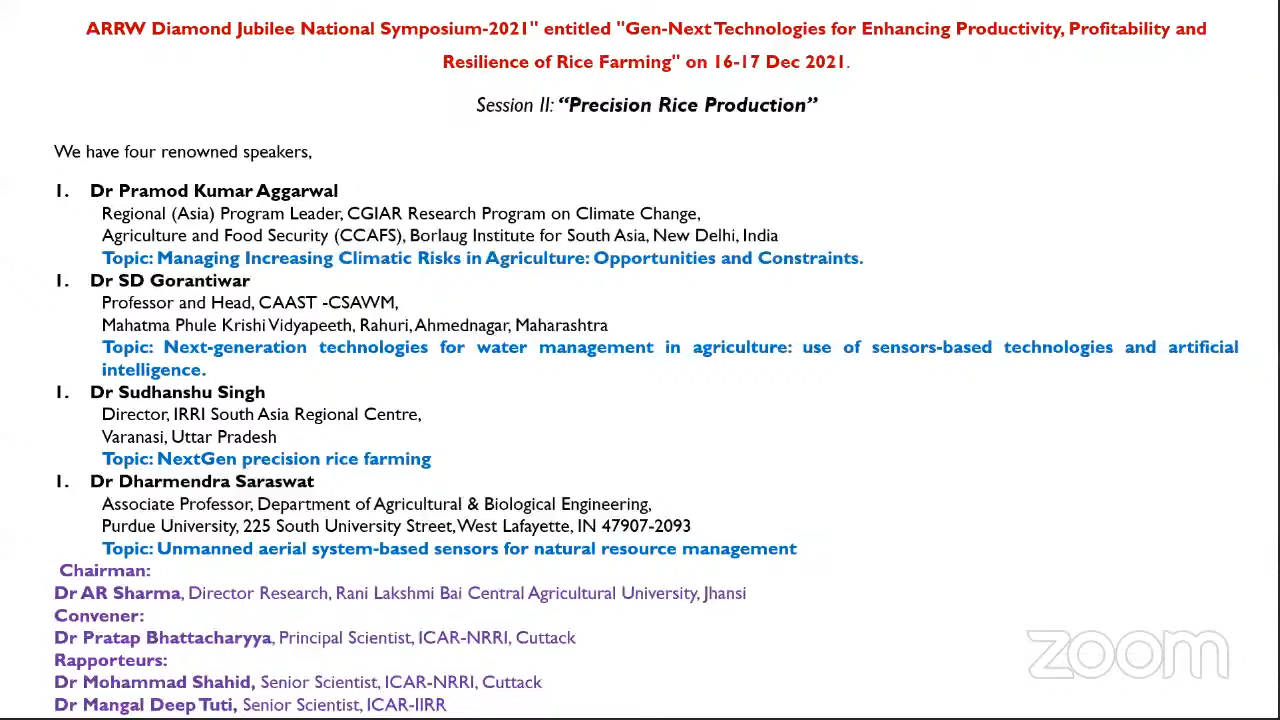 ARRW Diamond Jubilee National Symposium-2021" entitled "Gen-Next Technologies for Enhancing Productivity, Profitability and
Resilience of Rice Farming" on 16-17 Dec 2021.
Session II: “Precision Rice Production”
We have four renowned speakers,
1. Dr Pramod Kumar Aggarwal
Regional (Asia) Program Leader, CGIAR Research Program on Climate Change,
Agriculture and Food Security (CCAFS), Borlaug Institute for South Asia, New Delhi, India
Topic: Managing Increasing Climatic Risks in Agriculture: Opportunities and Constraints.
1. Dr SD Gorantiwar
Professor and Head, CAAST -CSAWM,
Mahatma Phule Krishi Vidyapeeth, Rahuri, Ahmednagar, Maharashtra
Topic: Next-generation technologies for water management in agriculture: use of sensors-based technologies and artificial
intelligence.
1. Dr Sudhanshu Singh
Director, IRRI South Asia Regional Centre,
Varanasi, Uttar Pradesh
Topic: NextGen precision rice farming
1. Dr Dharmendra Saraswat
Associate Professor, Department of Agricultural & Biological Engineering,
Purdue University, 225 South University Street, West Lafayette, IN 47907-2093
Topic: Unmanned aerial system-based sensors for natural resource management
Chairman:
Dr AR Sharma, Director Research, Rani Lakshmi Bai Central Agricultural University, Jhansi
Convener:
Dr Pratap Bhattacharyya, Principal Scientist, ICAR-NRRI, Cuttack
Rapporteurs:
Dr Mohammad Shahid, Senior Scientist, ICAR-NRRI, Cuttack
Dr Mangal Deep Tuti, Senior Scientist, ICAR-IIRR
zoom